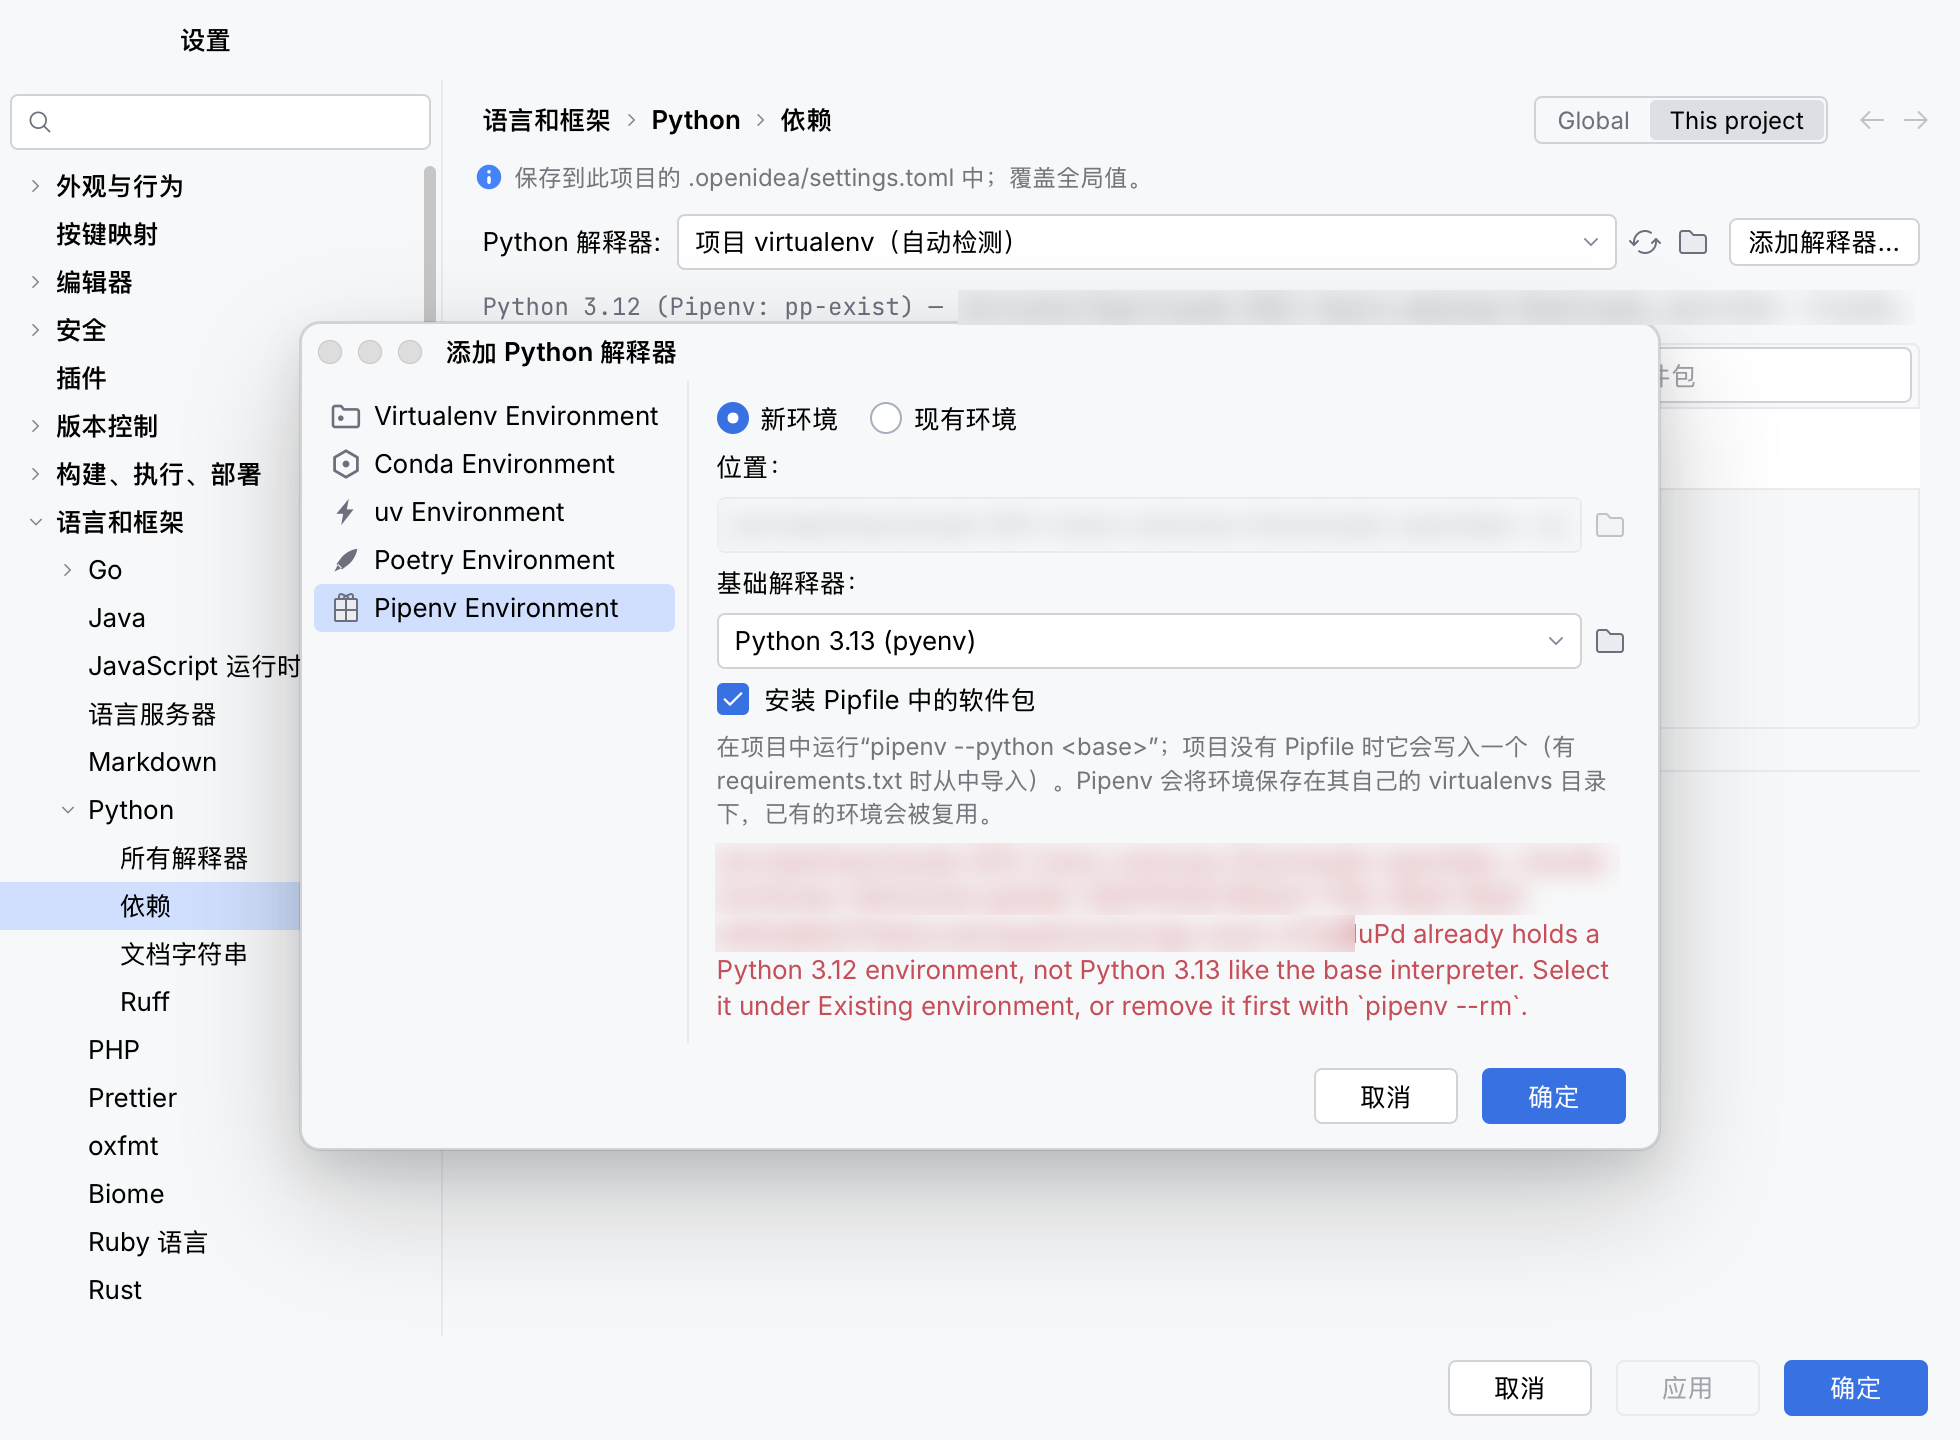 设置
语言和框架 › Python › 依赖
Global
This project
保存到此项目的 .openidea/settings.toml 中；覆盖全局值。
Python 解释器:
项目 virtualenv（自动检测）
添加解释器...
Python 3.12 (Pipenv: pp-exist) —
外观与行为
按键映射
编辑器
安全
插件
版本控制
构建、执行、部署
语言和框架
Go
Java
JavaScript 运行时
语言服务器
Markdown
Python
所有解释器
依赖
文档字符串
Ruff
PHP
Prettier
oxfmt
Biome
Ruby 语言
Rust
添加 Python 解释器
Virtualenv Environment
Conda Environment
uv Environment
Poetry Environment
Pipenv Environment
新环境
现有环境
位置:
基础解释器:
Python 3.13 (pyenv)
安装 Pipfile 中的软件包
在项目中运行“pipenv --python <base>”；项目没有 Pipfile 时它会写入一个（有
requirements.txt 时从中导入）。Pipenv 会将环境保存在其自己的 virtualenvs 目录
下，已有的环境会被复用。
uPd already holds a
Python 3.12 environment, not Python 3.13 like the base interpreter. Select
it under Existing environment, or remove it first with `pipenv --rm`.
取消
确定
包
取消
应用
确定